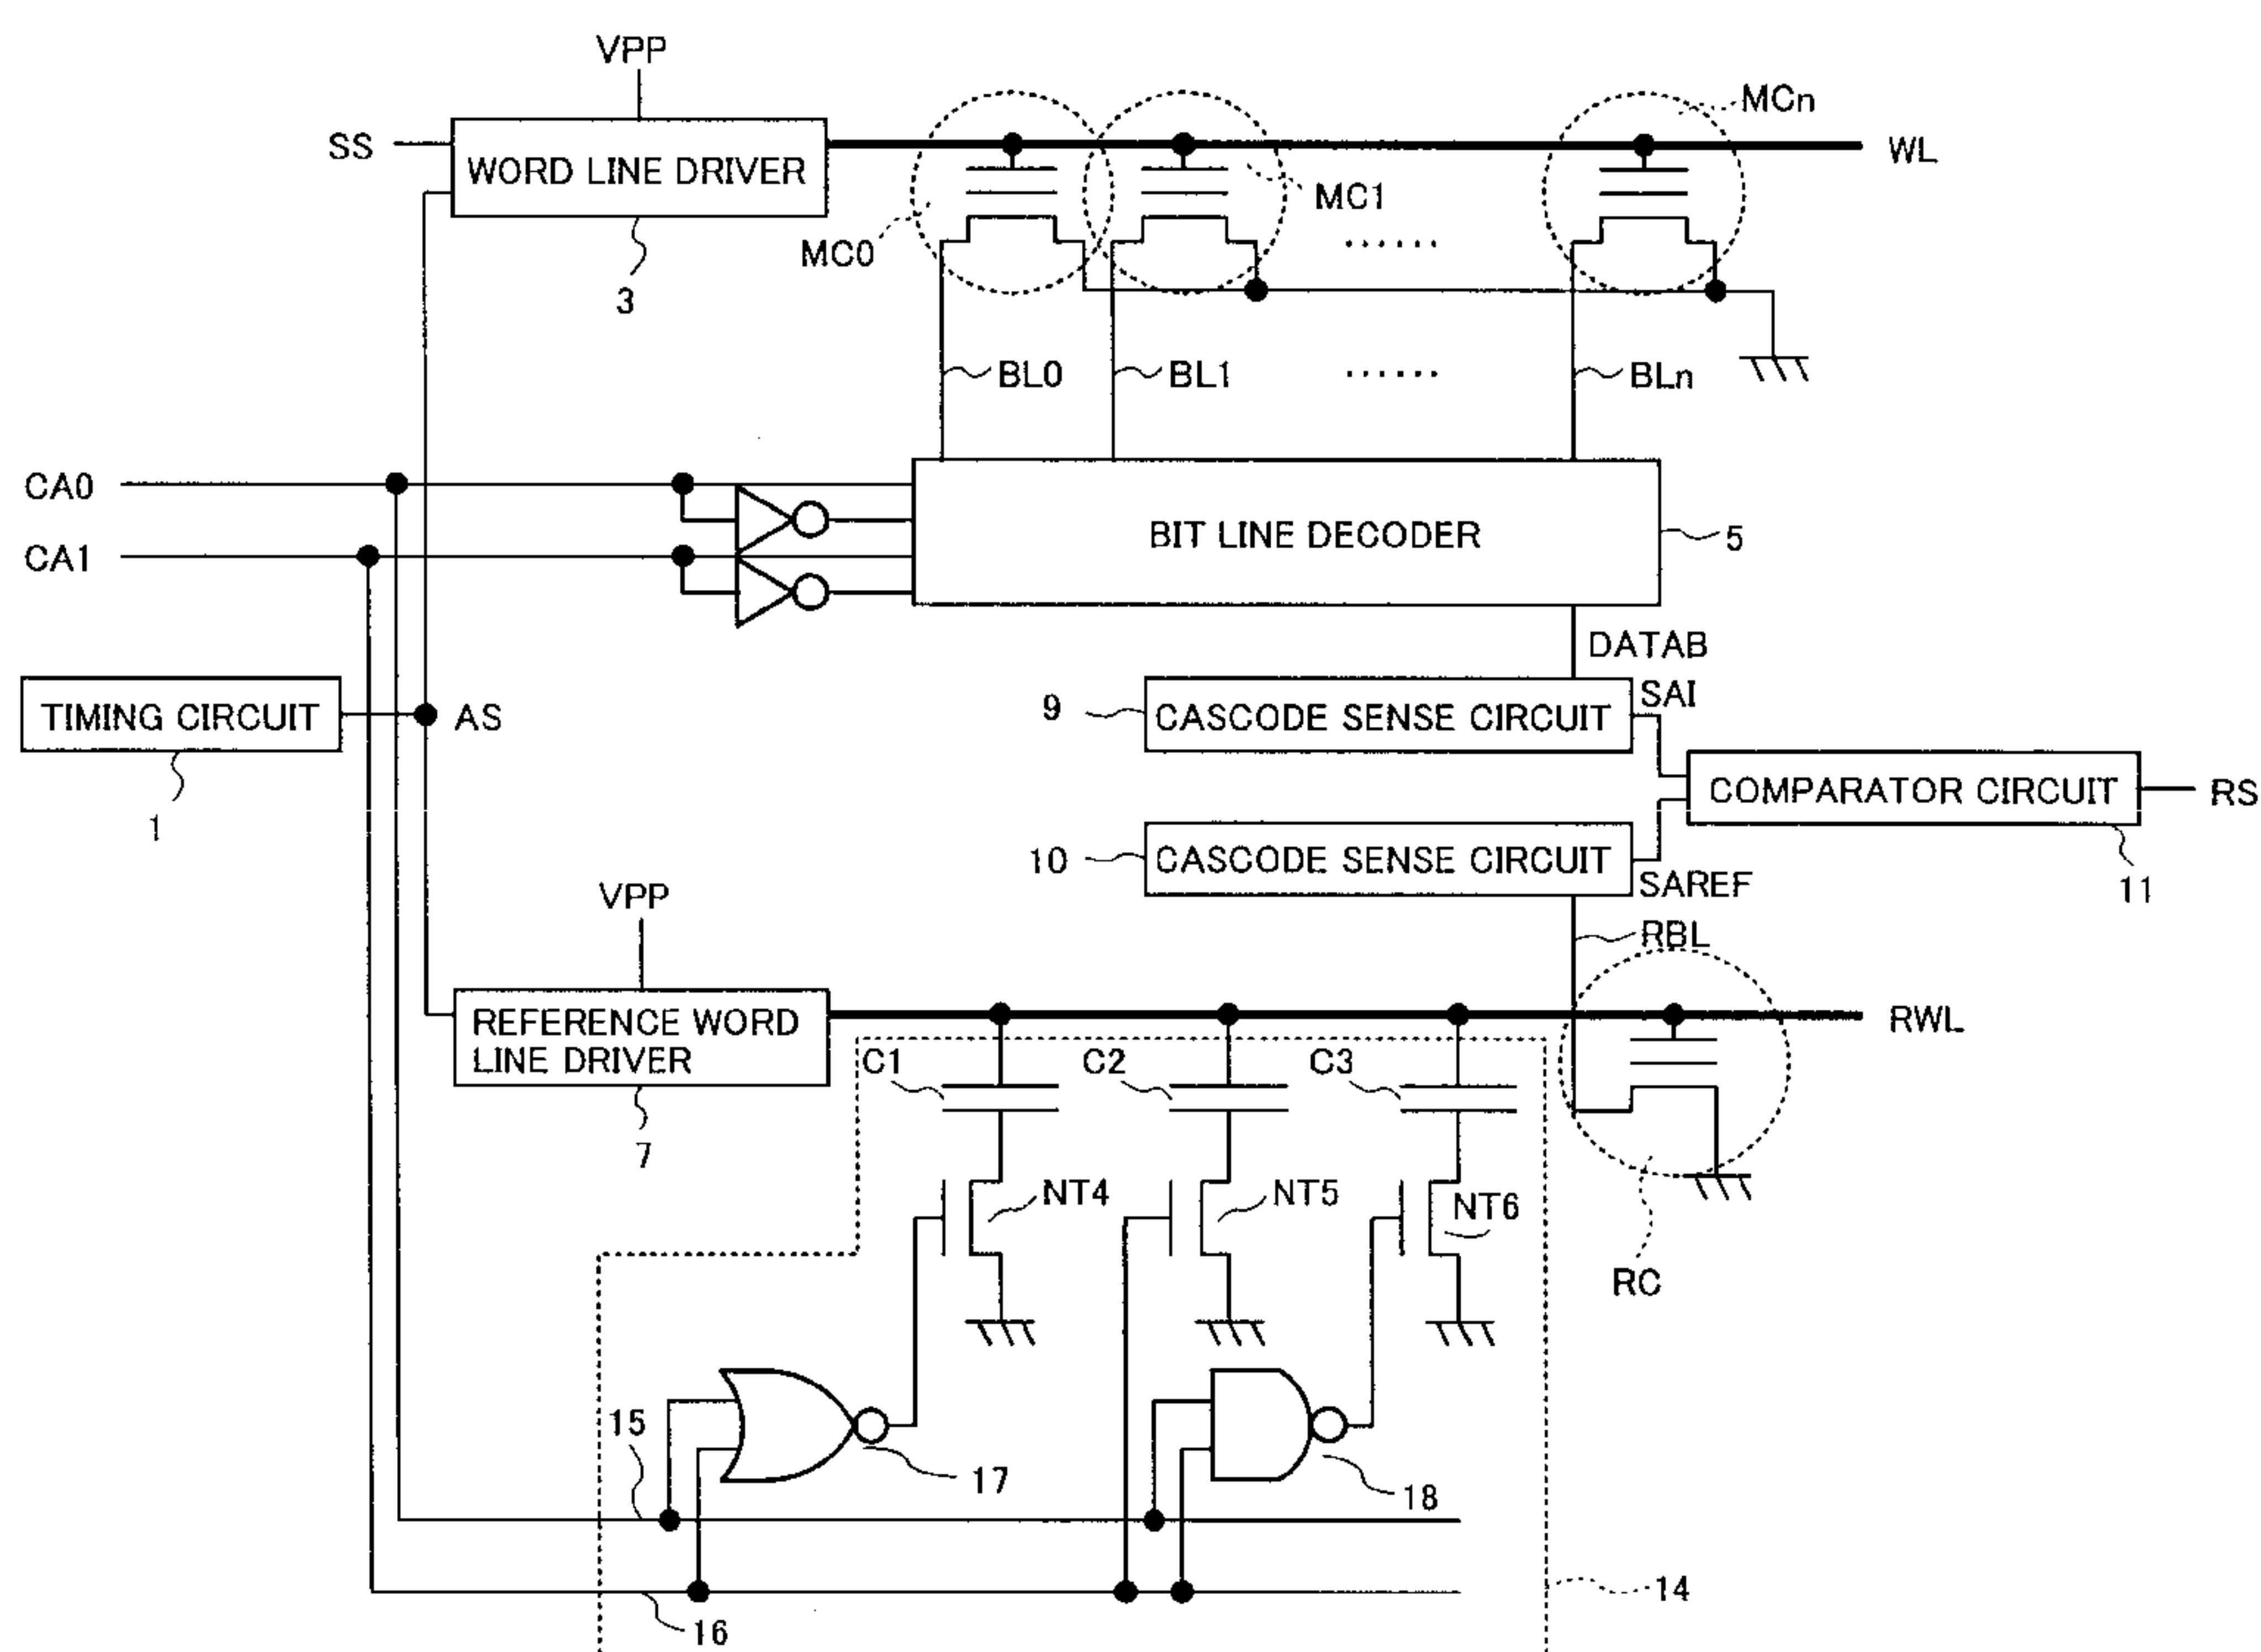 VPP
MCn
SS
WORD LINE DRIVER
WL
MC1
MC0
......
3
BL0
BL1
......
BLn
CA0
BIT LINE DECODER
5
CA1
DATAB
TIMING CIRCUIT
AS
9
CASCODE SENSE CIRCUIT
SAI
1
COMPARATOR CIRCUIT
RS
10
CASCODE SENSE CIRCUIT
SAREF
11
VPP
RBL
REFERENCE WORD
LINE DRIVER
RWL
C1
C2
C3
7
NT4
NT5
NT6
RC
15
17
18
14
16